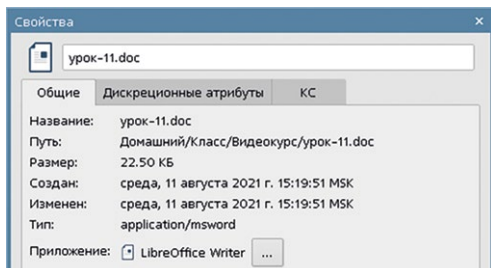 Свойства
урок-11.doc
Общие Дискреционные атрибуты КС
Название: урок-11.doc
Путь: Домашний/Класс/Видеокурс/урок-11.doc
Размер: 22.50 КБ
Создан: среда, 11 августа 2021 г. 15:19:51 MSK
Изменен: среда, 11 августа 2021 г. 15:19:51 MSK
Тип: application/msword
Приложение: LibreOffice Writer ...